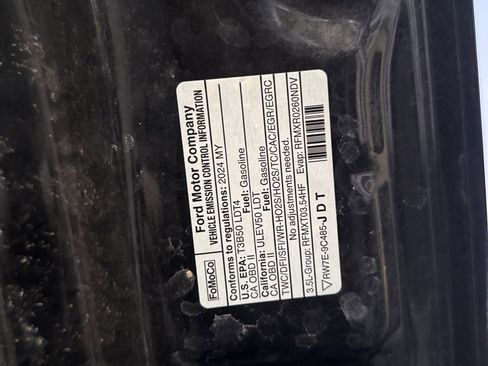 FoMoCo
Ford Motor Company
VEHICLE EMISSION CONTROL INFORMATION
Conforms to regulations: 2024 MY
U.S. EPA: T3B50 LDT4 Fuel: Gasoline
CA OBD II
California: ULEV50 LDT Fuel: Gasoline
CA OBD II
TWC/DFI/SFI/WR-HO2S/HO2S/TC/CAC/EGR/EGRC
No adjustments needed.
3.5L-Group: RFMXT03.54HF Evap: RFMXR0260NDV
RW7E-9C485-JDT